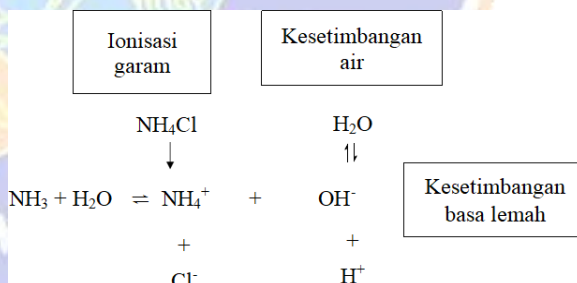 Ionisasi
garam
Kesetimbangan
air
NH₄Cl
H₂O
↓
⇅
NH₃ + H₂O ⇌ NH₄⁺ + OH⁻
Kesetimbangan
basa lemah
+
+
Cl⁻
H⁺